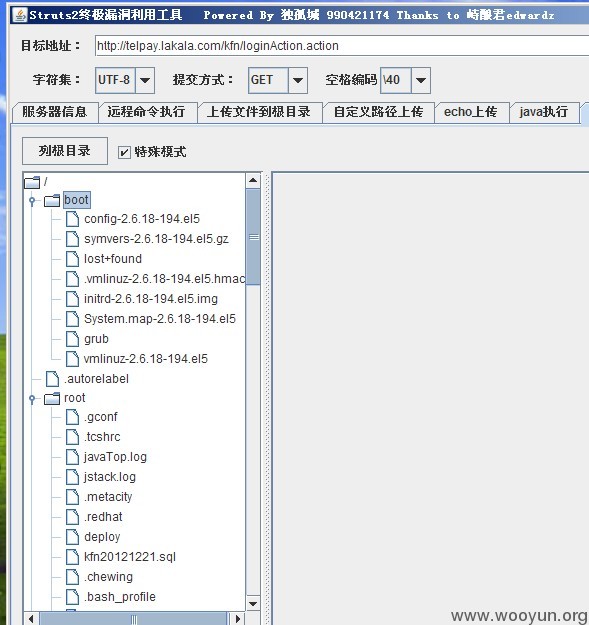 Struts2终极漏洞利用工具 Powered By 独孤城 990421174 Thanks to 峙酿君edwardz
目标地址： http://telpay.lakala.com/kfn/loginAction.action
字符集： UTF-8 提交方式： GET 空格编码 \40
服务器信息 远程命令执行 上传文件到根目录 自定义路径上传 echo上传 java执行
列根目录 特殊模式
/
boot
config-2.6.18-194.el5
symvers-2.6.18-194.el5.gz
lost+found
.vmlinuz-2.6.18-194.el5.hmac
initrd-2.6.18-194.el5.img
System.map-2.6.18-194.el5
grub
vmlinuz-2.6.18-194.el5
.autorelabel
root
.gconf
.tcshrc
javaTop.log
jstack.log
.metacity
.redhat
deploy
kfn20121221.sql
.chewing
.bash_profile
www.wooyun.org